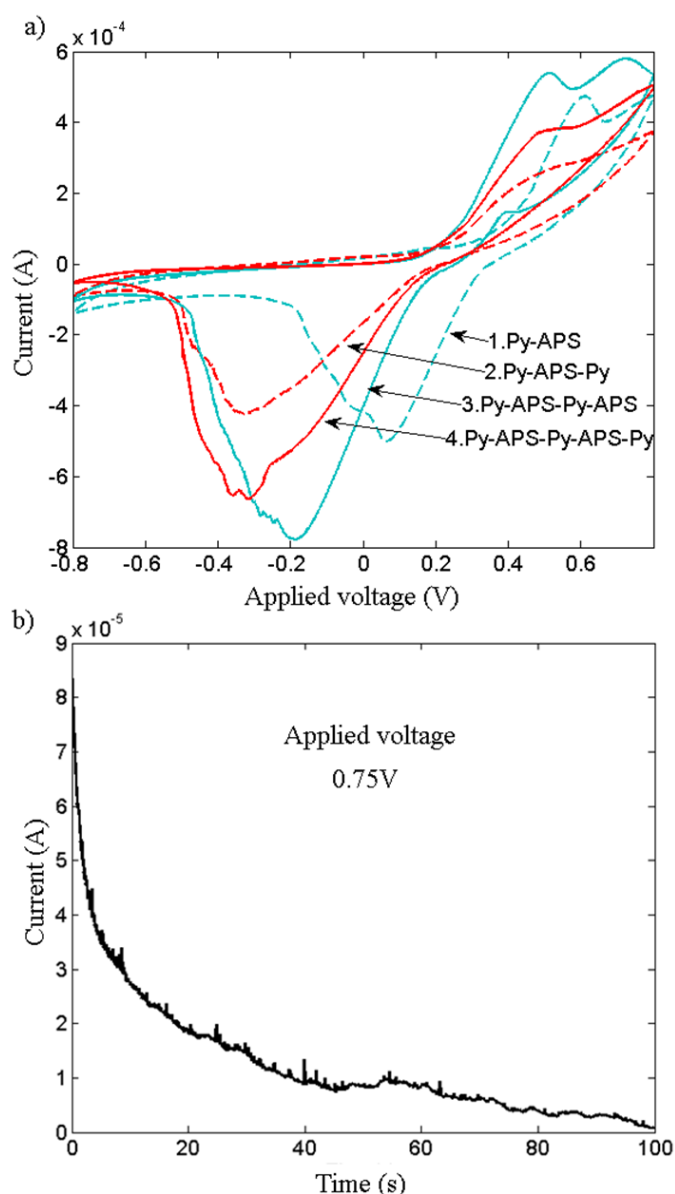 a)
x 10⁻⁴
6
4
2
0
-2
-4
-6
-8
Current (A)
1.Py-APS
2.Py-APS-Py
3.Py-APS-Py-APS
4.Py-APS-Py-APS-Py
-0.8 -0.6 -0.4 -0.2 0 0.2 0.4 0.6
Applied voltage (V)
b)
x 10⁻⁵
9
8
7
6
5
4
3
2
1
0
Current (A)
Applied voltage
0.75V
0 20 40 60 80 100
Time (s)